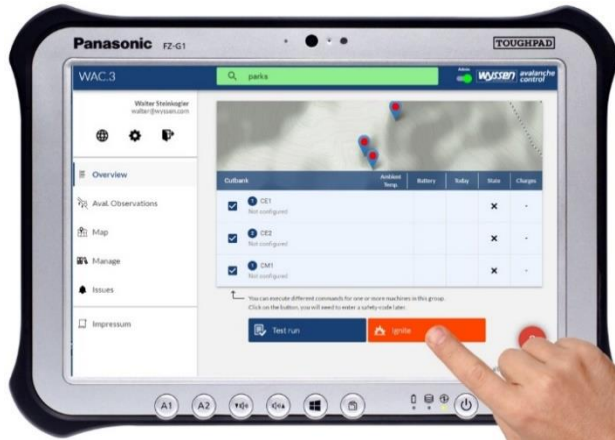 Panasonic FZ-G1
TOUGHPAD
WAC.3
parks
Admin
wyssen avalanche control
Walter Steinkogler
walter@wyssen.com
Overview
Aval. Observations
Map
Manage
Issues
Impressum
Cutbank
Ambient Temp.
Battery
Relay
State
Charges
CE1
Not configured
CE2
Not configured
CM1
Not configured
You can execute different commands for one or more machines in this group.
Click on the button, you will need to enter a safety code later.
Test run
Ignite
A1
A2